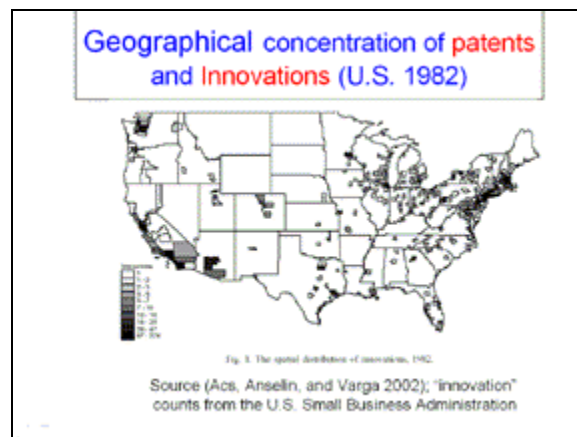 Geographical concentration of patents
and Innovations (U.S. 1982)
Fig. 3. The spatial distribution of innovations, 1982.
Source (Acs, Anselin, and Varga 2002); "innovation"
counts from the U.S. Small Business Administration